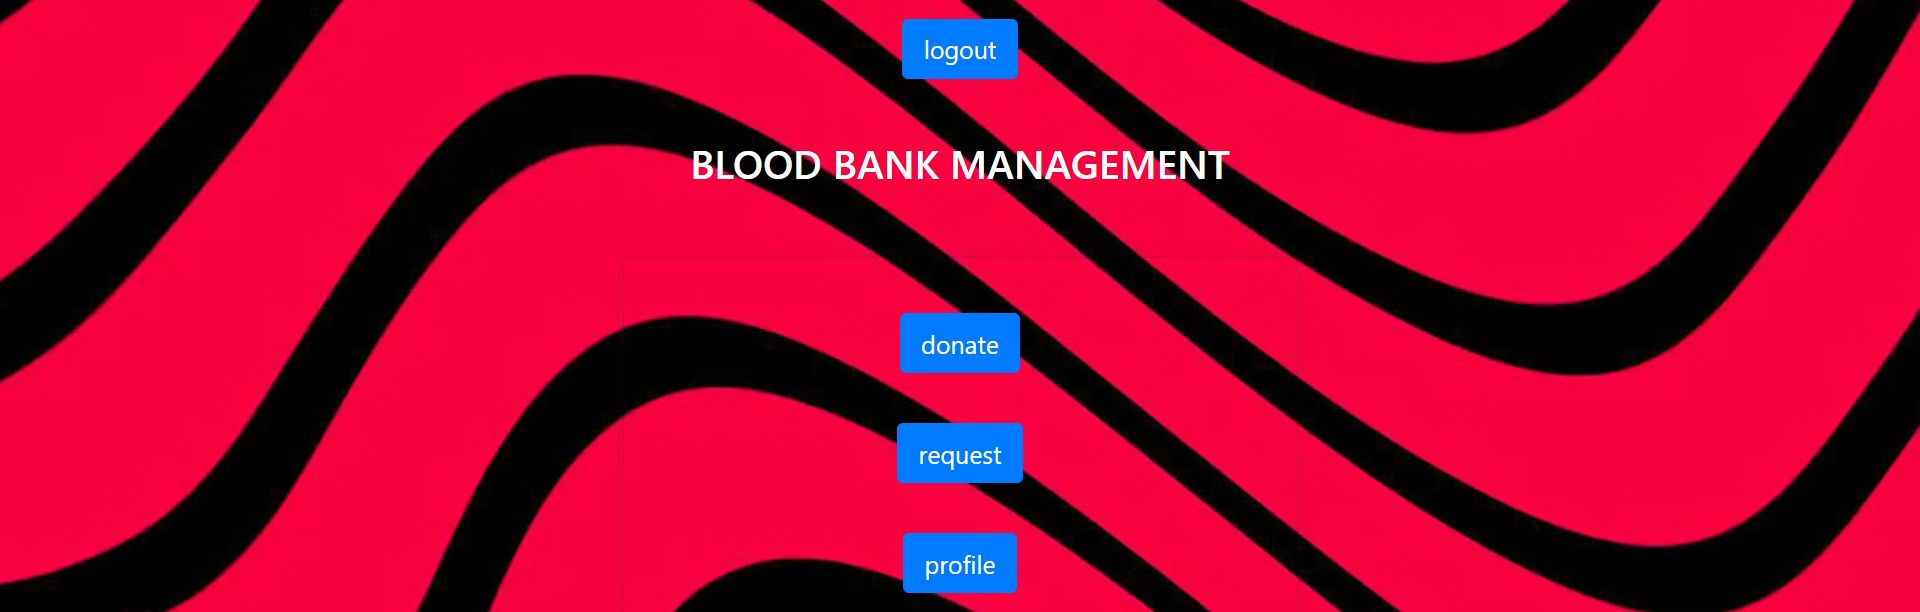 logout
BLOOD BANK MANAGEMENT
donate
request
profile